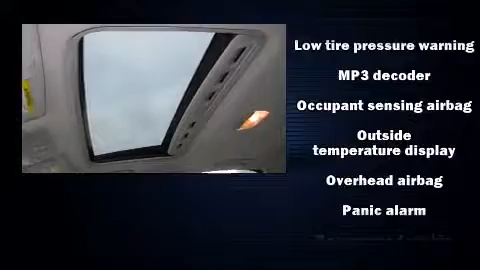 Low tire pressure warning
MP3 decoder
Occupant sensing airbag
Outside
temperature display
Overhead airbag
Panic alarm